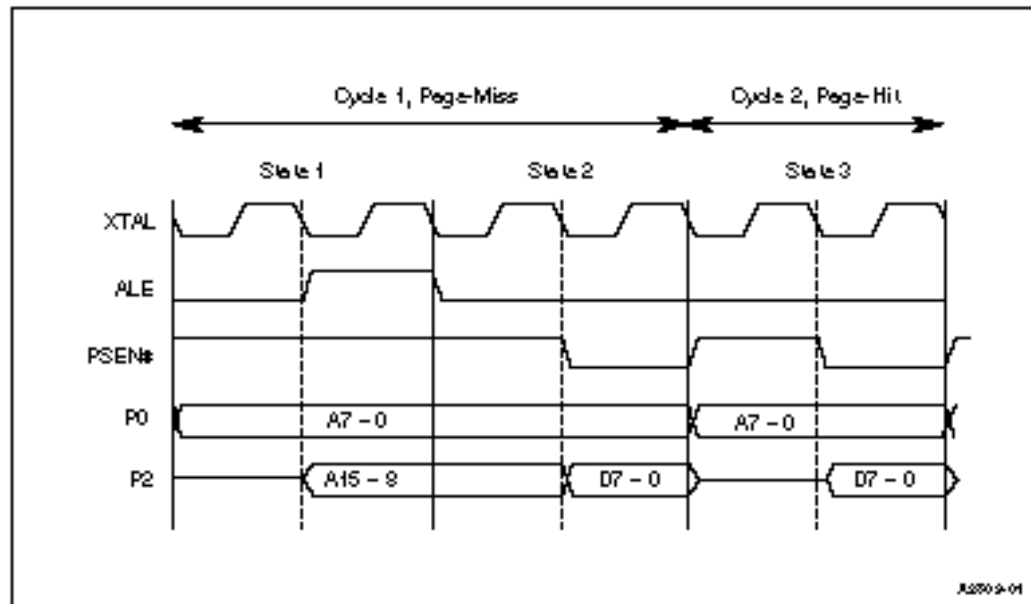 Cycle 1, Page-Miss
Cycle 2, Page-Hit
State 1
State 2
State 3
XTAL
ALE
PSEN#
P0
A7 – 0
A7 – 0
P2
A15 – 8
D7 – 0
D7 – 0